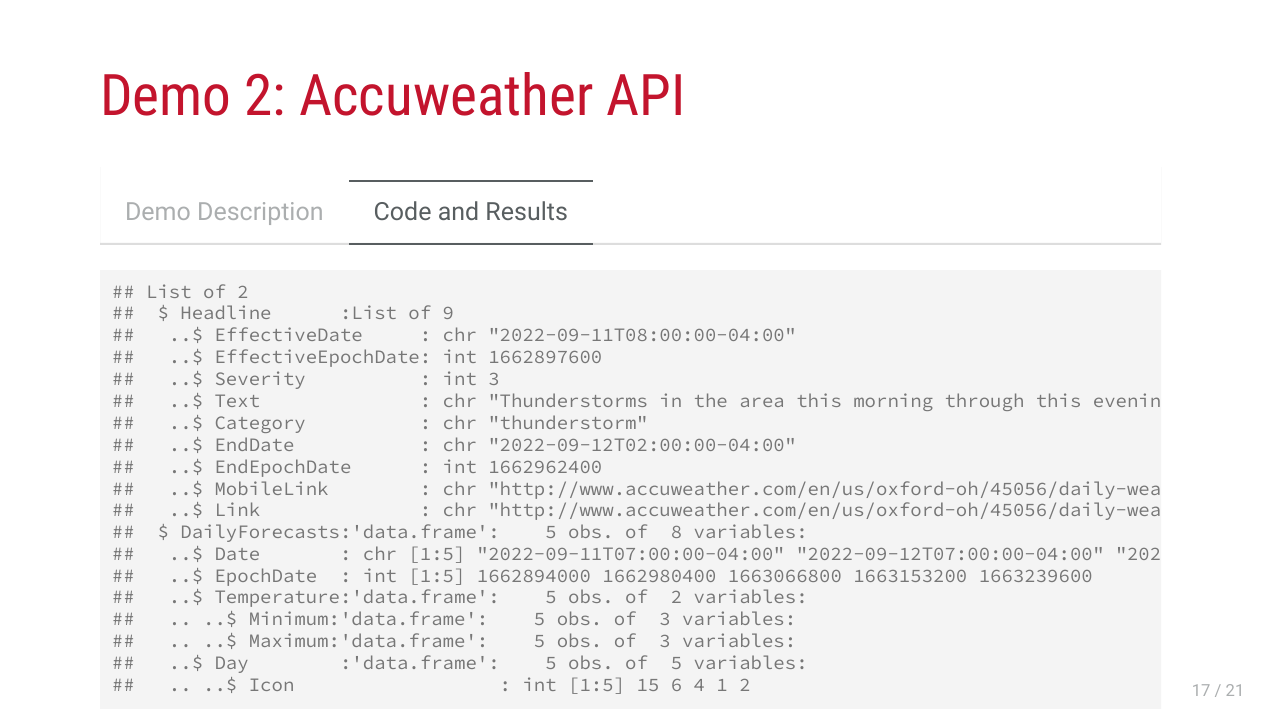 Demo 2: Accuweather API
Demo Description
Code and Results
## List of 2
##  $ Headline      :List of 9
##   ..$ EffectiveDate     : chr "2022-09-11T08:00:00-04:00"
##   ..$ EffectiveEpochDate: int 1662897600
##   ..$ Severity          : int 3
##   ..$ Text              : chr "Thunderstorms in the area this morning through this evenin
##   ..$ Category          : chr "thunderstorm"
##   ..$ EndDate           : chr "2022-09-12T02:00:00-04:00"
##   ..$ EndEpochDate      : int 1662962400
##   ..$ MobileLink        : chr "http://www.accuweather.com/en/us/oxford-oh/45056/daily-wea
##   ..$ Link              : chr "http://www.accuweather.com/en/us/oxford-oh/45056/daily-wea
##  $ DailyForecasts:'data.frame':    5 obs. of  8 variables:
##   ..$ Date       : chr [1:5] "2022-09-11T07:00:00-04:00" "2022-09-12T07:00:00-04:00" "202
##   ..$ EpochDate  : int [1:5] 1662894000 1662980400 1663066800 1663153200 1663239600
##   ..$ Temperature:'data.frame':    5 obs. of  2 variables:
##   .. ..$ Minimum:'data.frame':    5 obs. of  3 variables:
##   .. ..$ Maximum:'data.frame':    5 obs. of  3 variables:
##   ..$ Day        :'data.frame':    5 obs. of  5 variables:
##   .. ..$ Icon                  : int [1:5] 15 6 4 1 2
17 / 21